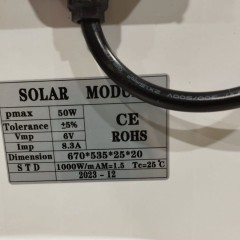 SOLAR MODU
pmax 50W
Tolerance ±5%
Vmp 6V
Imp 8.3A
CE
ROHS
Dimension 670*535*25*20
STD 1000W/mAM=1.5 Tc=25℃
2023-12